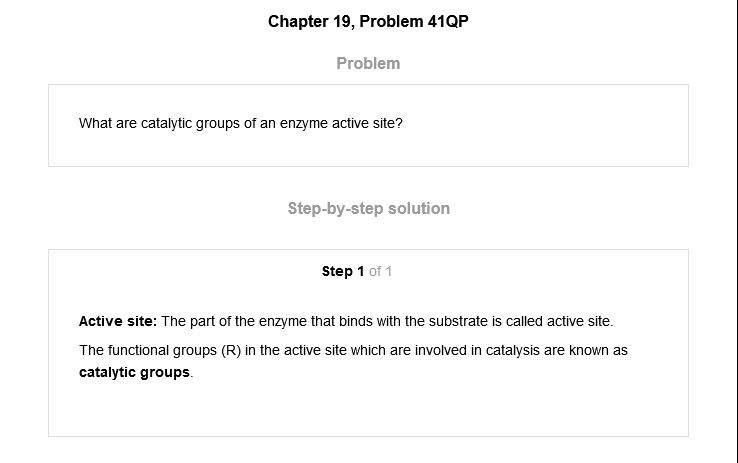 Chapter 19, Problem 41QP
Problem
What are catalytic groups of an enzyme active site?
Step-by-step solution
Step 1 of 1
Active site: The part of the enzyme that binds with the substrate is called active site.
The functional groups (R) in the active site which are involved in catalysis are known as
catalytic groups.